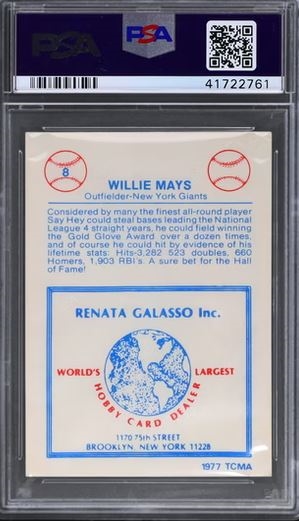 PSA
PSA
41722761
8
WILLIE MAYS
Outfielder-New York Giants
Considered by many the finest all-round player
Say Hey could steal bases leading the National
League 4 straight years, he could field winning
the Gold Glove Award over a dozen times,
and of course he could hit by evidence of his
lifetime stats: Hits-3,282 523 doubles, 660
Homers, 1,903 RBI's. A sure bet for the Hall
of Fame!
RENATA GALASSO Inc.
WORLD'S LARGEST
HOBBY CARD DEALER
1170 75th STREET
BROOKLYN, NEW YORK 11228
1977 TCMA